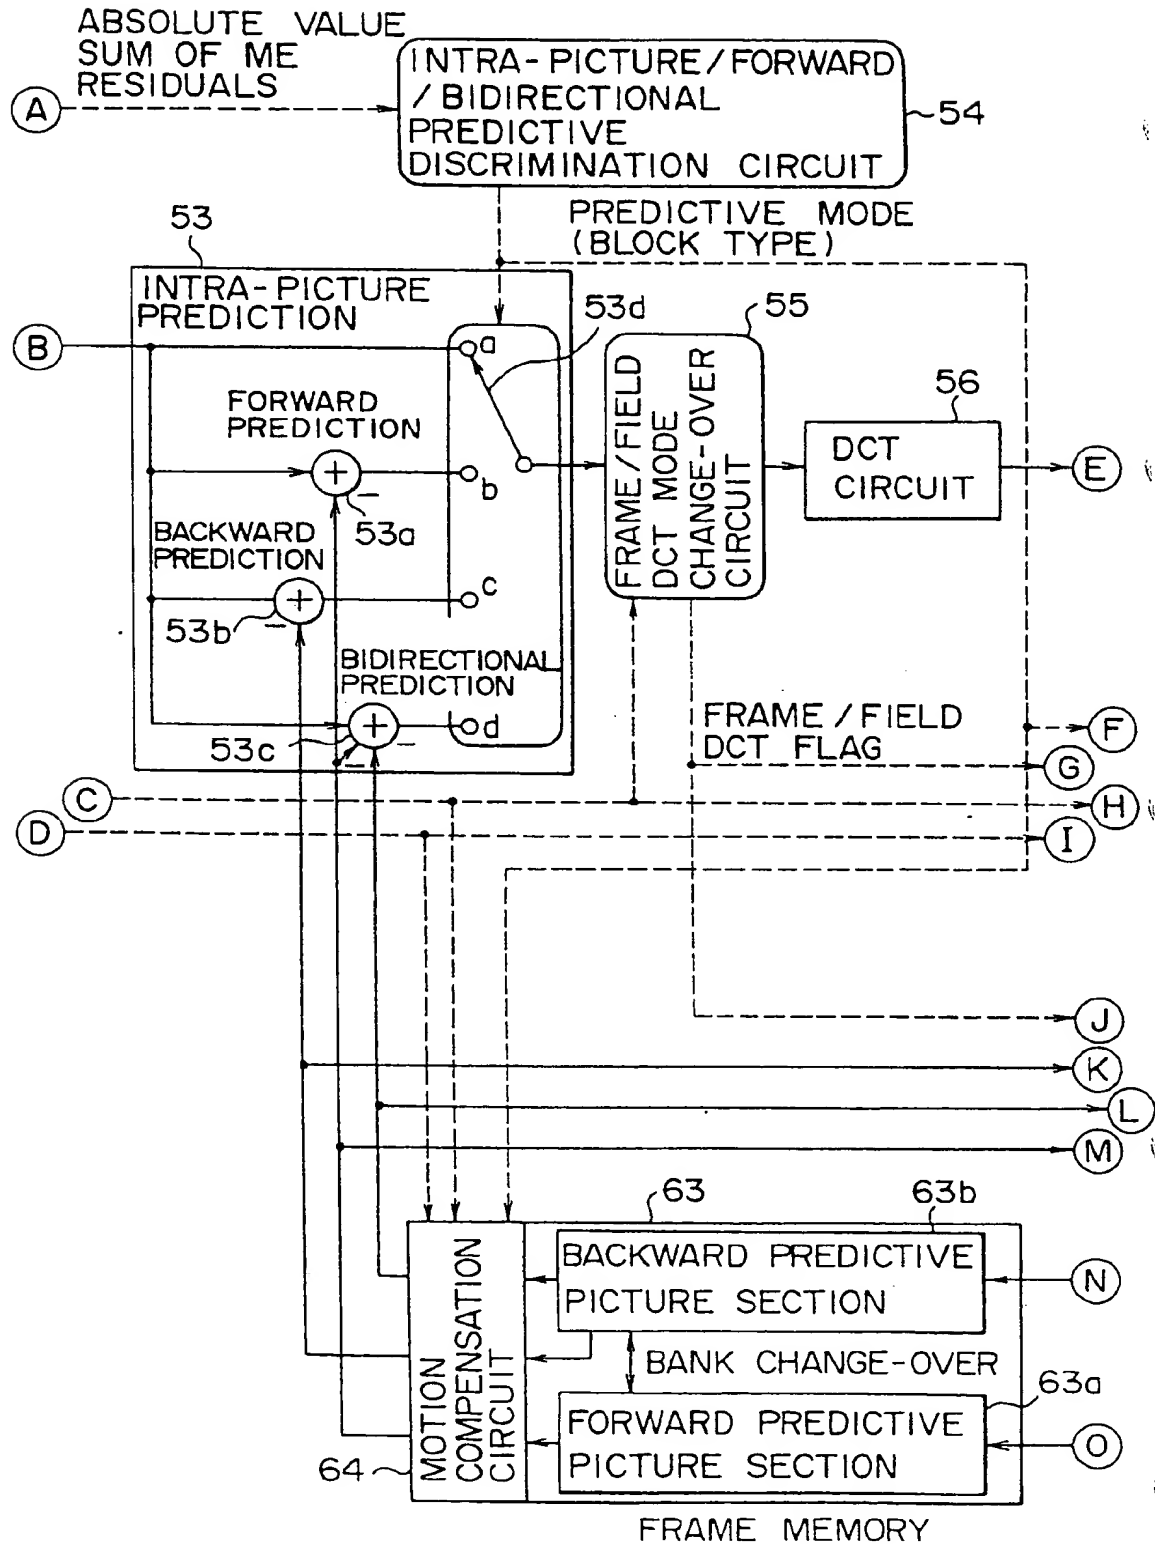 ABSOLUTE VALUE
SUM OF ME
RESIDUALS
A
INTRA-PICTURE/FORWARD
/BIDIRECTIONAL
PREDICTIVE
DISCRIMINATION CIRCUIT
54
PREDICTIVE MODE
(BLOCK TYPE)
53
INTRA-PICTURE
PREDICTION
B
a
53d
55
FRAME/FIELD
DCT MODE
CHANGE-OVER
CIRCUIT
56
DCT
CIRCUIT
E
FORWARD
PREDICTION
+
−
53a
b
BACKWARD
PREDICTION
+
−
53b
c
BIDIRECTIONAL
PREDICTION
+
−
−
53c
d
FRAME/FIELD
DCT FLAG
F
G
C
H
D
I
J
K
L
M
63
63b
BACKWARD PREDICTIVE
PICTURE SECTION
N
BANK CHANGE-OVER
63a
FORWARD PREDICTIVE
PICTURE SECTION
O
MOTION
COMPENSATION
CIRCUIT
64
FRAME MEMORY